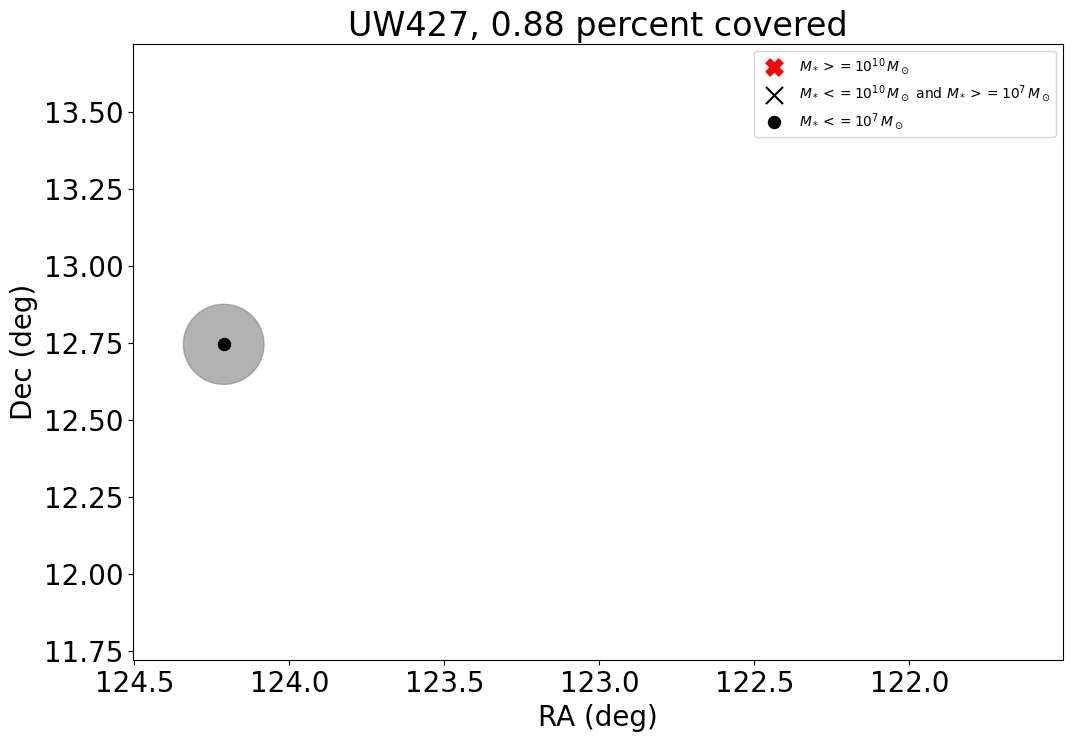 UW427, 0.88 percent covered
M* >= 10^10 M⊙
M* <= 10^10 M⊙ and M* >= 10^7 M⊙
M* <= 10^7 M⊙
13.50
13.25
13.00
12.75
12.50
12.25
12.00
11.75
Dec (deg)
124.5 124.0 123.5 123.0 122.5 122.0
RA (deg)